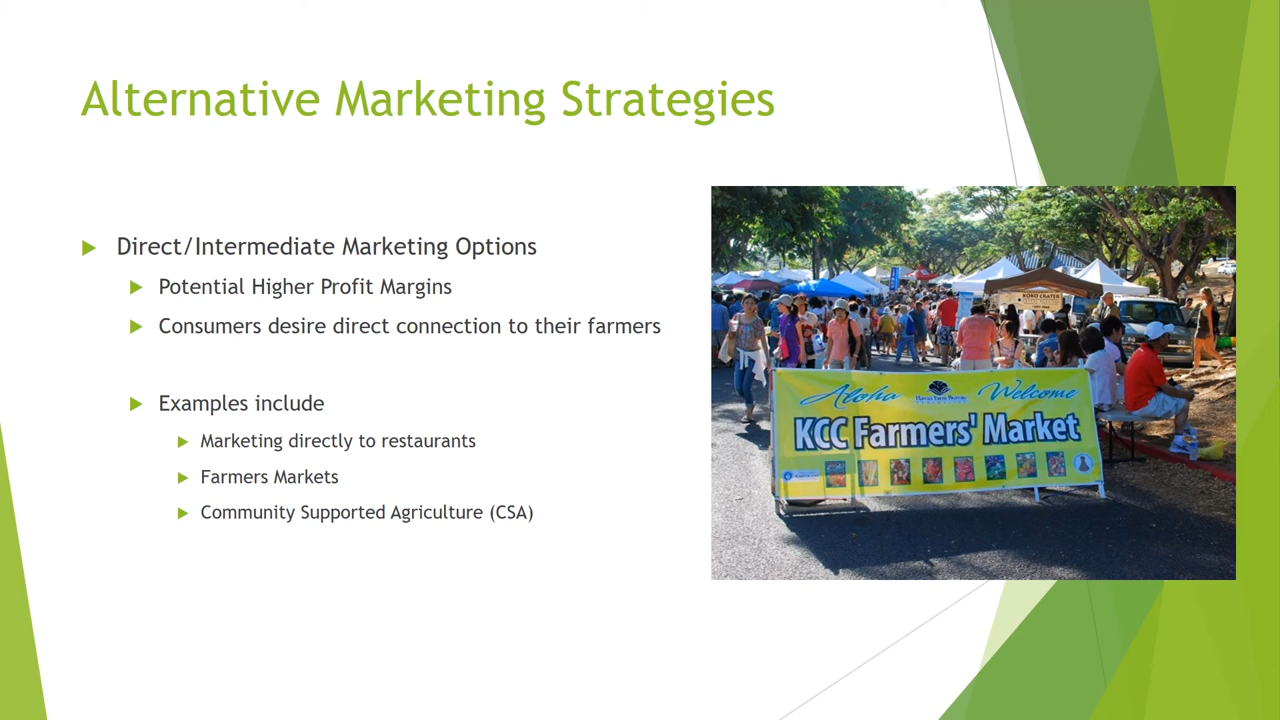 Alternative Marketing Strategies
Direct/Intermediate Marketing Options
Potential Higher Profit Margins
Consumers desire direct connection to their farmers
Examples include
Marketing directly to restaurants
Farmers Markets
Community Supported Agriculture (CSA)
Aloha Welcome
KCC Farmers' Market